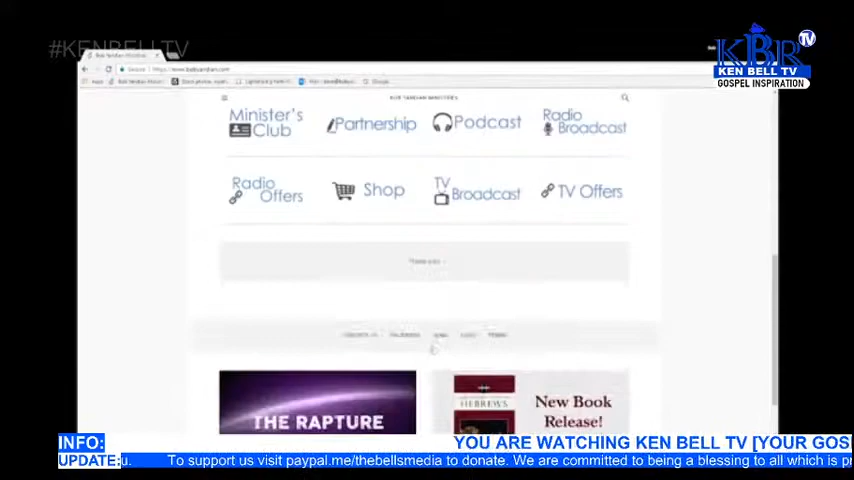 #KENBELLTV
KBR TV
KEN BELL TV
GOSPEL INSPIRATION
Minister's Club
Partnership
Podcast
Radio Broadcast
Radio Offers
Shop
TV Broadcast
TV Offers
THE RAPTURE
HEBREWS
New Book
Release!
INFO:
YOU ARE WATCHING KEN BELL TV [YOUR GOS
UPDATE:
u. To support us visit paypal.me/thebellsmedia to donate. We are committed to being a blessing to all which is pr